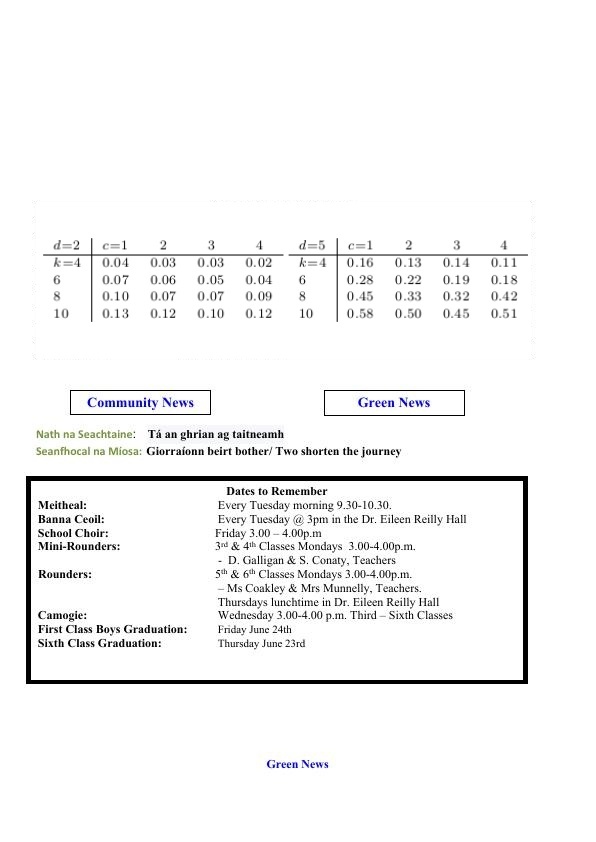 d=2 c=1 2 3 4 d=5 c=1 2 3 4
k=4 0.04 0.03 0.03 0.02 k=4 0.16 0.13 0.14 0.11
6 0.07 0.06 0.05 0.04 6 0.28 0.22 0.19 0.18
8 0.10 0.07 0.07 0.09 8 0.45 0.33 0.32 0.42
10 0.13 0.12 0.10 0.12 10 0.58 0.50 0.45 0.51
Community News Green News
Nath na Seachtaine: Tá an ghrian ag taitneamh
Seanfhocal na Míosa: Giorraíonn beirt bother/ Two shorten the journey
Dates to Remember
Meitheal: Every Tuesday morning 9.30-10.30.
Banna Ceoil: Every Tuesday @ 3pm in the Dr. Eileen Reilly Hall
School Choir: Friday 3.00 – 4.00p.m
Mini-Rounders: 3rd & 4th Classes Mondays 3.00-4.00p.m.
- D. Galligan & S. Conaty, Teachers
Rounders: 5th & 6th Classes Mondays 3.00-4.00p.m.
– Ms Coakley & Mrs Munnelly, Teachers.
Thursdays lunchtime in Dr. Eileen Reilly Hall
Camogie: Wednesday 3.00-4.00 p.m. Third – Sixth Classes
First Class Boys Graduation: Friday June 24th
Sixth Class Graduation: Thursday June 23rd
Green News